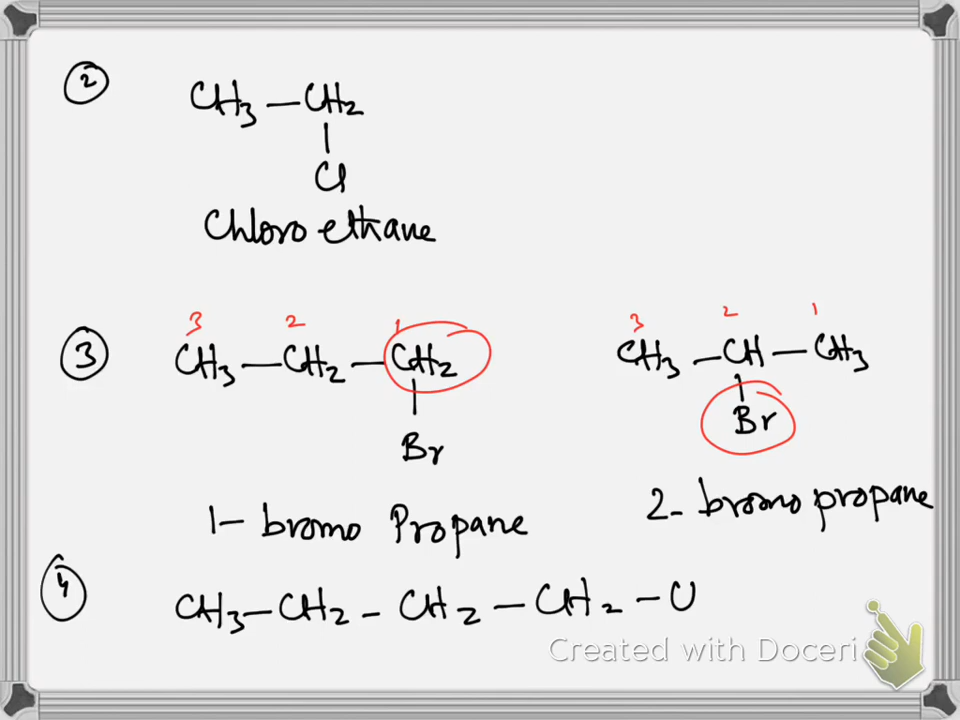 ② CH3 — CH2
|
Cl
Chloro ethane
3 2 1
③ CH3 — CH2 — CH2
|
Br
1- bromo Propane
3 2 1
CH3 — CH — CH3
|
Br
2- bromo propane
④ CH3 — CH2 - CH2 — CH2 - U
Created with Doceri